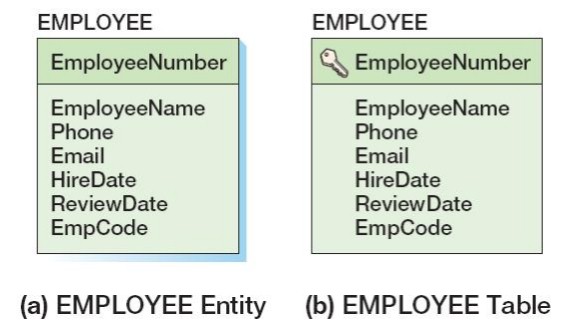 EMPLOYEE
EmployeeNumber
EmployeeName
Phone
Email
HireDate
ReviewDate
EmpCode
(a) EMPLOYEE Entity
EMPLOYEE
EmployeeNumber
EmployeeName
Phone
Email
HireDate
ReviewDate
EmpCode
(b) EMPLOYEE Table